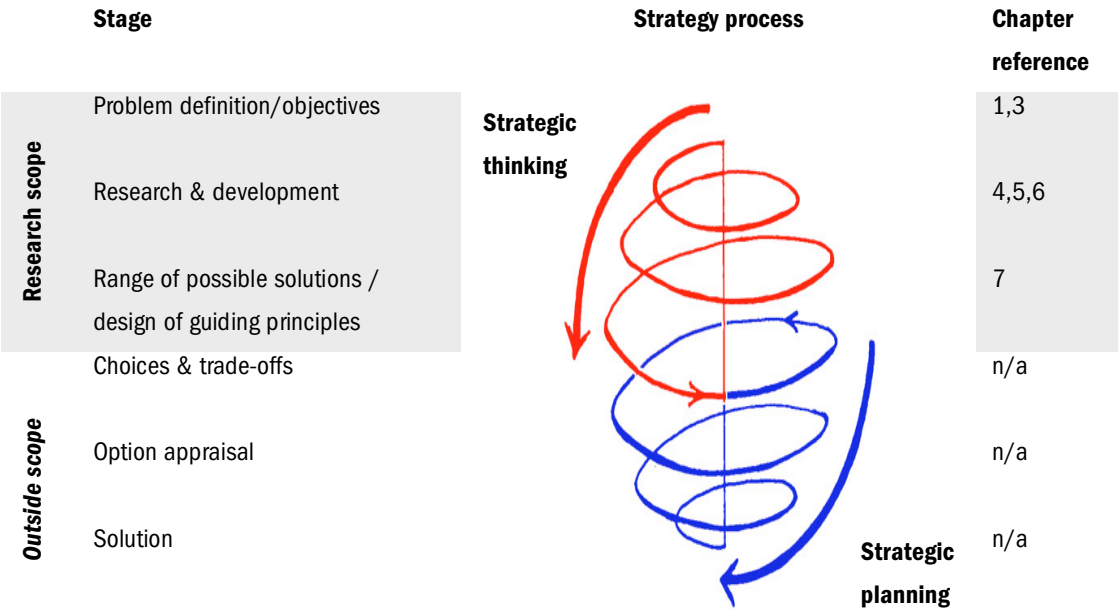 Stage
Strategy process
Chapter
reference
Research scope
Problem definition/objectives
Strategic
thinking
1,3
Research & development
4,5,6
Range of possible solutions /
design of guiding principles
7
Outside scope
Choices & trade-offs
n/a
Option appraisal
n/a
Solution
n/a
Strategic
planning